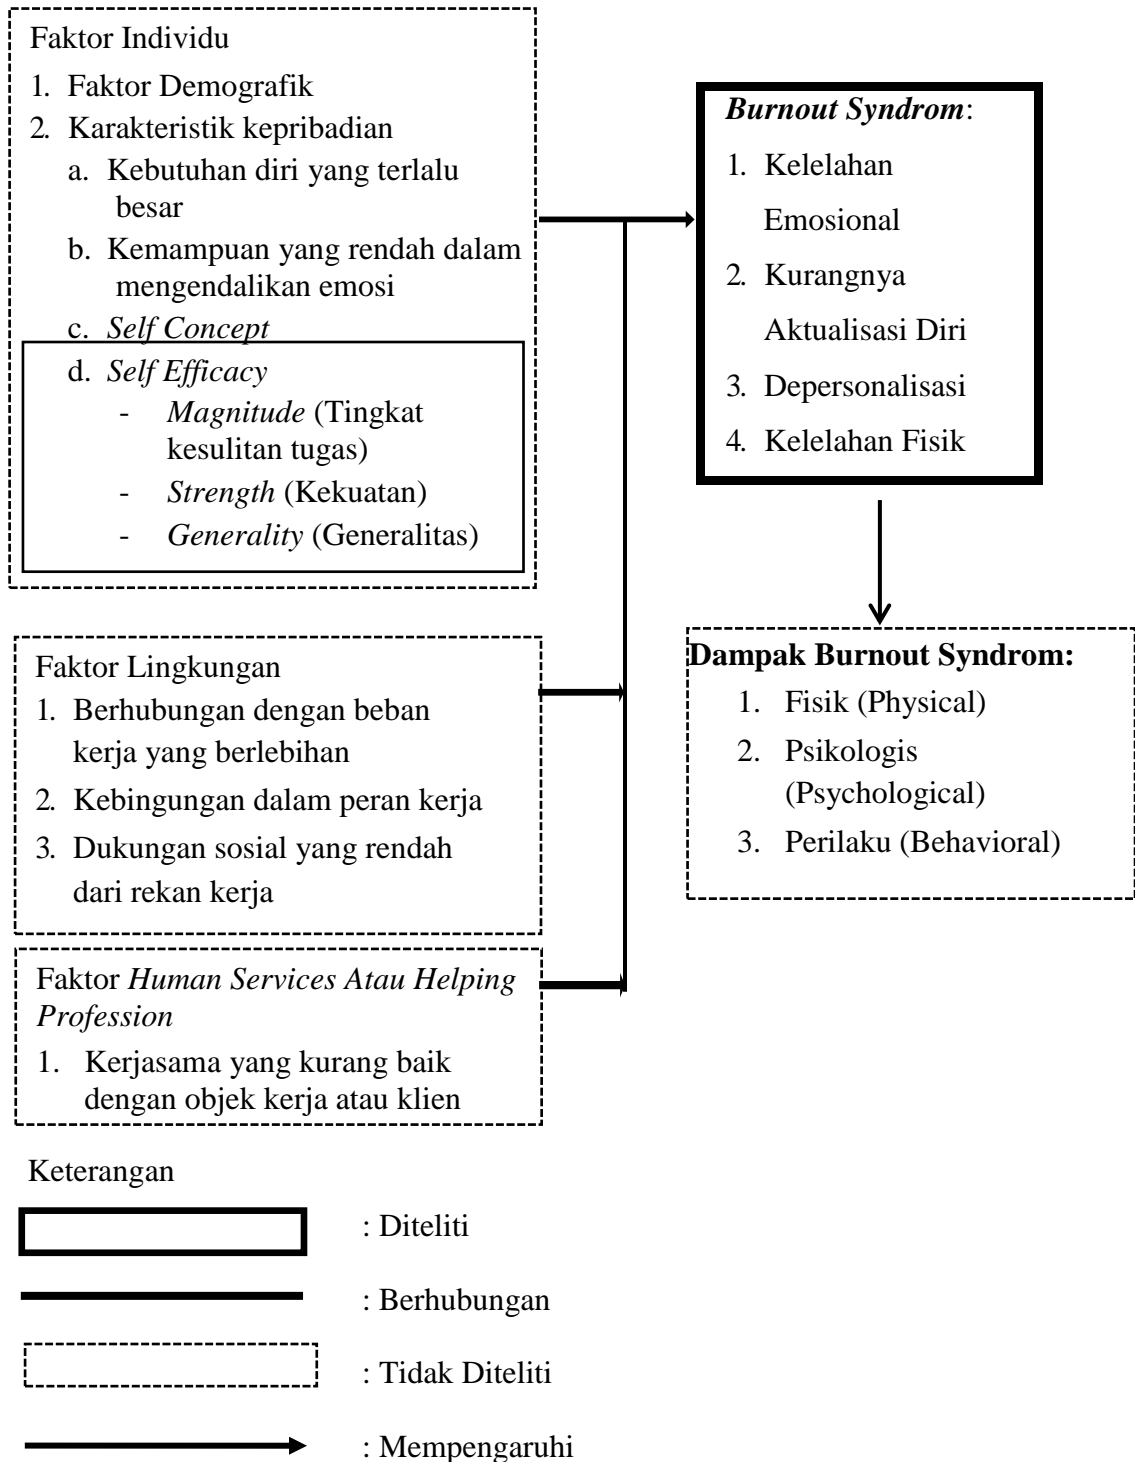 Faktor Individu
1. Faktor Demografik
2. Karakteristik kepribadian
a. Kebutuhan diri yang terlalu
besar
b. Kemampuan yang rendah dalam
mengendalikan emosi
c. Self Concept
d. Self Efficacy
- Magnitude (Tingkat
kesulitan tugas)
- Strength (Kekuatan)
- Generality (Generalitas)
Faktor Lingkungan
1. Berhubungan dengan beban
kerja yang berlebihan
2. Kebingungan dalam peran kerja
3. Dukungan sosial yang rendah
dari rekan kerja
Faktor Human Services Atau Helping
Profession
1. Kerjasama yang kurang baik
dengan objek kerja atau klien
Burnout Syndrom:
1. Kelelahan
Emosional
2. Kurangnya
Aktualisasi Diri
3. Depersonalisasi
4. Kelelahan Fisik
Dampak Burnout Syndrom:
1. Fisik (Physical)
2. Psikologis
(Psychological)
3. Perilaku (Behavioral)
Keterangan
: Diteliti
: Berhubungan
: Tidak Diteliti
: Mempengaruhi